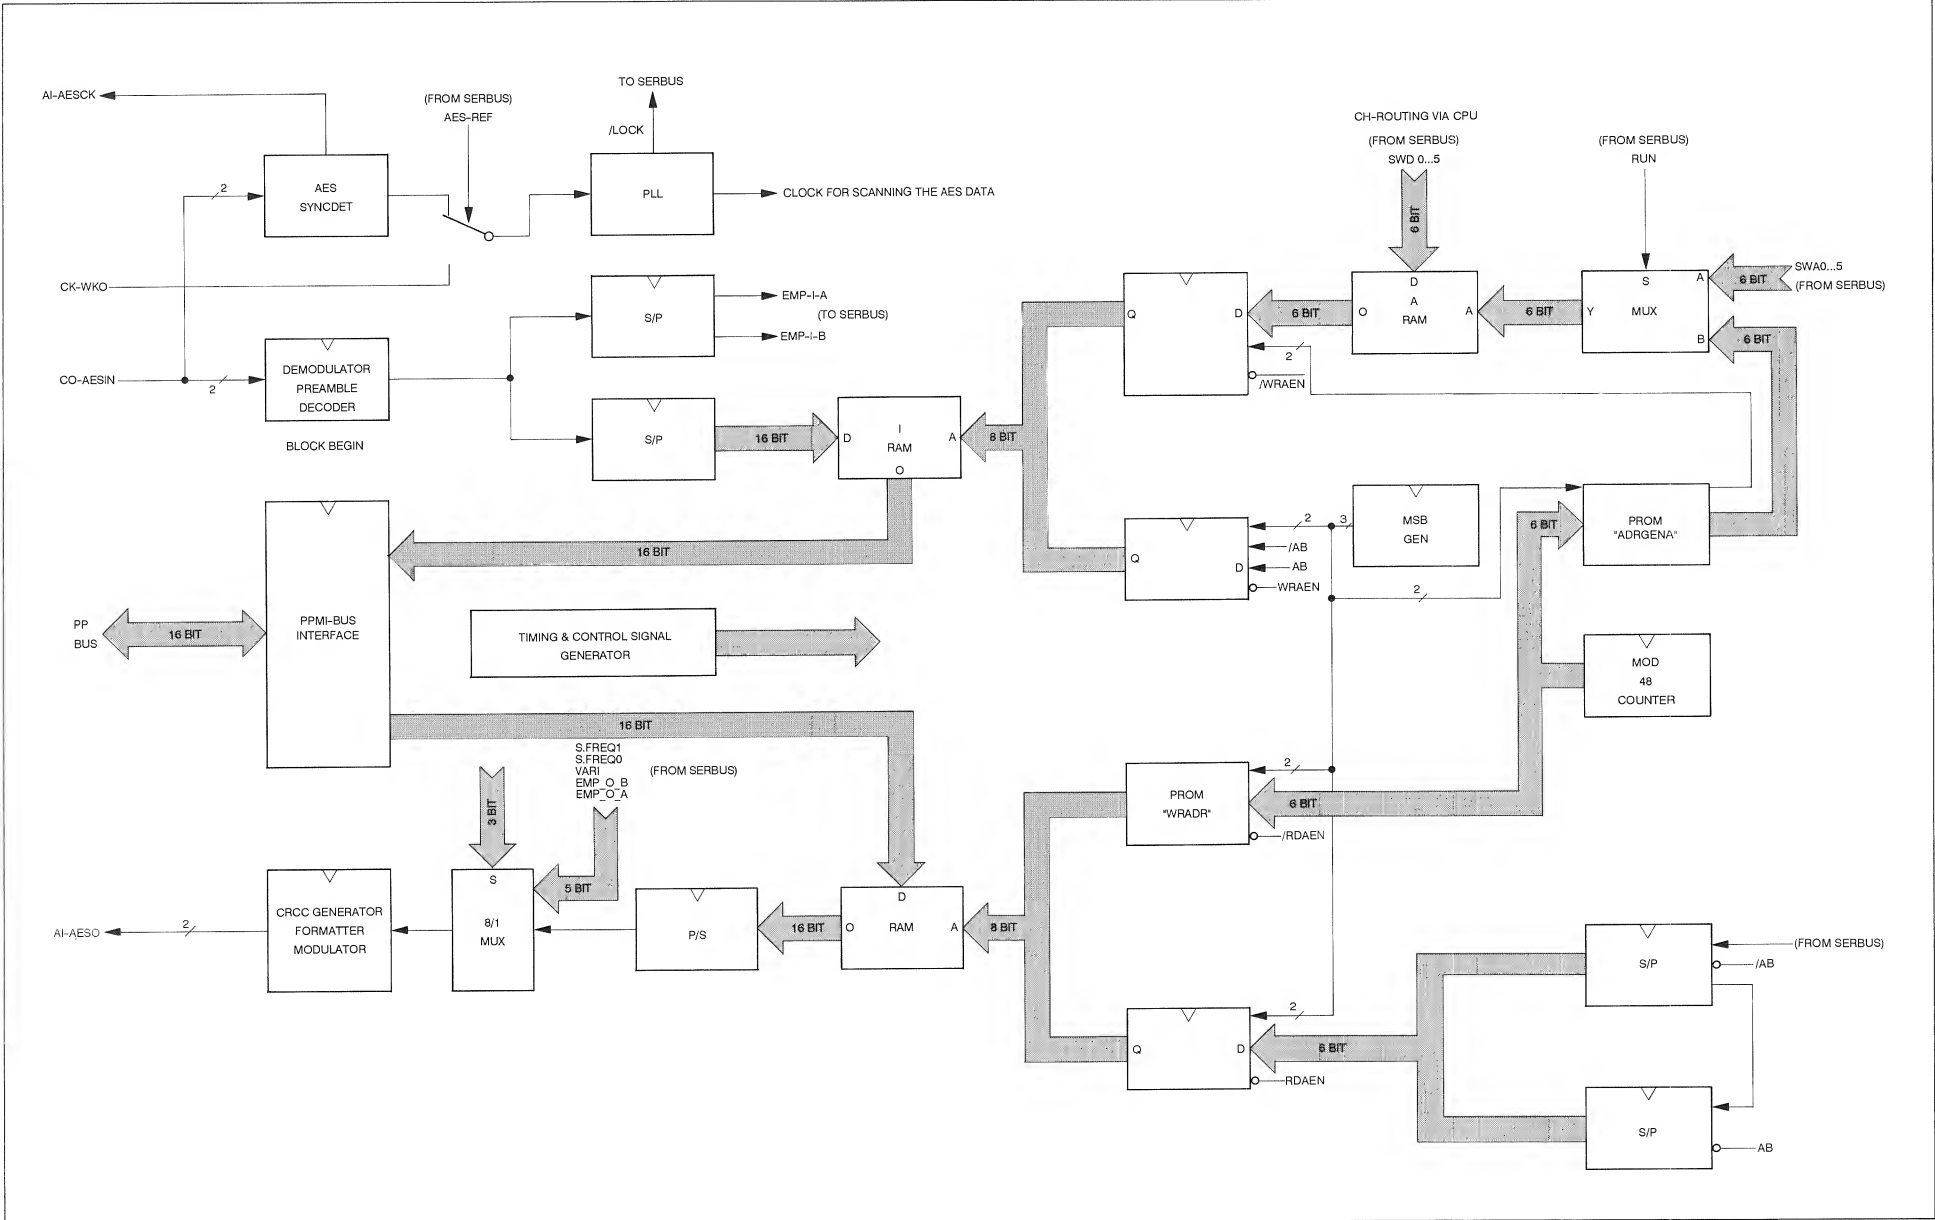 AI-AESCK
AES
SYNCDET
2
(FROM SERBUS)
AES-REF
TO SERBUS
/LOCK
PLL
CLOCK FOR SCANNING THE AES DATA
CK-WKO
CO-AESIN
2
DEMODULATOR
PREAMBLE
DECODER
BLOCK BEGIN
S/P
EMP-I-A
(TO SERBUS)
EMP-I-B
S/P
16 BIT
D
I
RAM
A
O
8 BIT
16 BIT
CH-ROUTING VIA CPU
(FROM SERBUS)
SWD 0...5
6 BIT
(FROM SERBUS)
RUN
Q
D
2
/WRAEN
6 BIT
D
A
RAM
O
A
6 BIT
S
MUX
Y
A
B
6 BIT
SWA0...5
(FROM SERBUS)
6 BIT
Q
D
2
/AB
AB
WRAEN
3
MSB
GEN
2
6 BIT
PROM
"ADRGENA"
MOD
48
COUNTER
PP
BUS
16 BIT
PPMI-BUS
INTERFACE
TIMING & CONTROL SIGNAL
GENERATOR
16 BIT
S.FREQ1
S.FREQ0
VARI
EMP_O_B
EMP_O_A
(FROM SERBUS)
3 BIT
5 BIT
AI-AESO
2
CRCC GENERATOR
FORMATTER
MODULATOR
S
8/1
MUX
P/S
16 BIT
D
O
RAM
A
8 BIT
PROM
"WRADR"
2
6 BIT
/RDAEN
Q
D
2
6 BIT
RDAEN
S/P
(FROM SERBUS)
/AB
S/P
AB